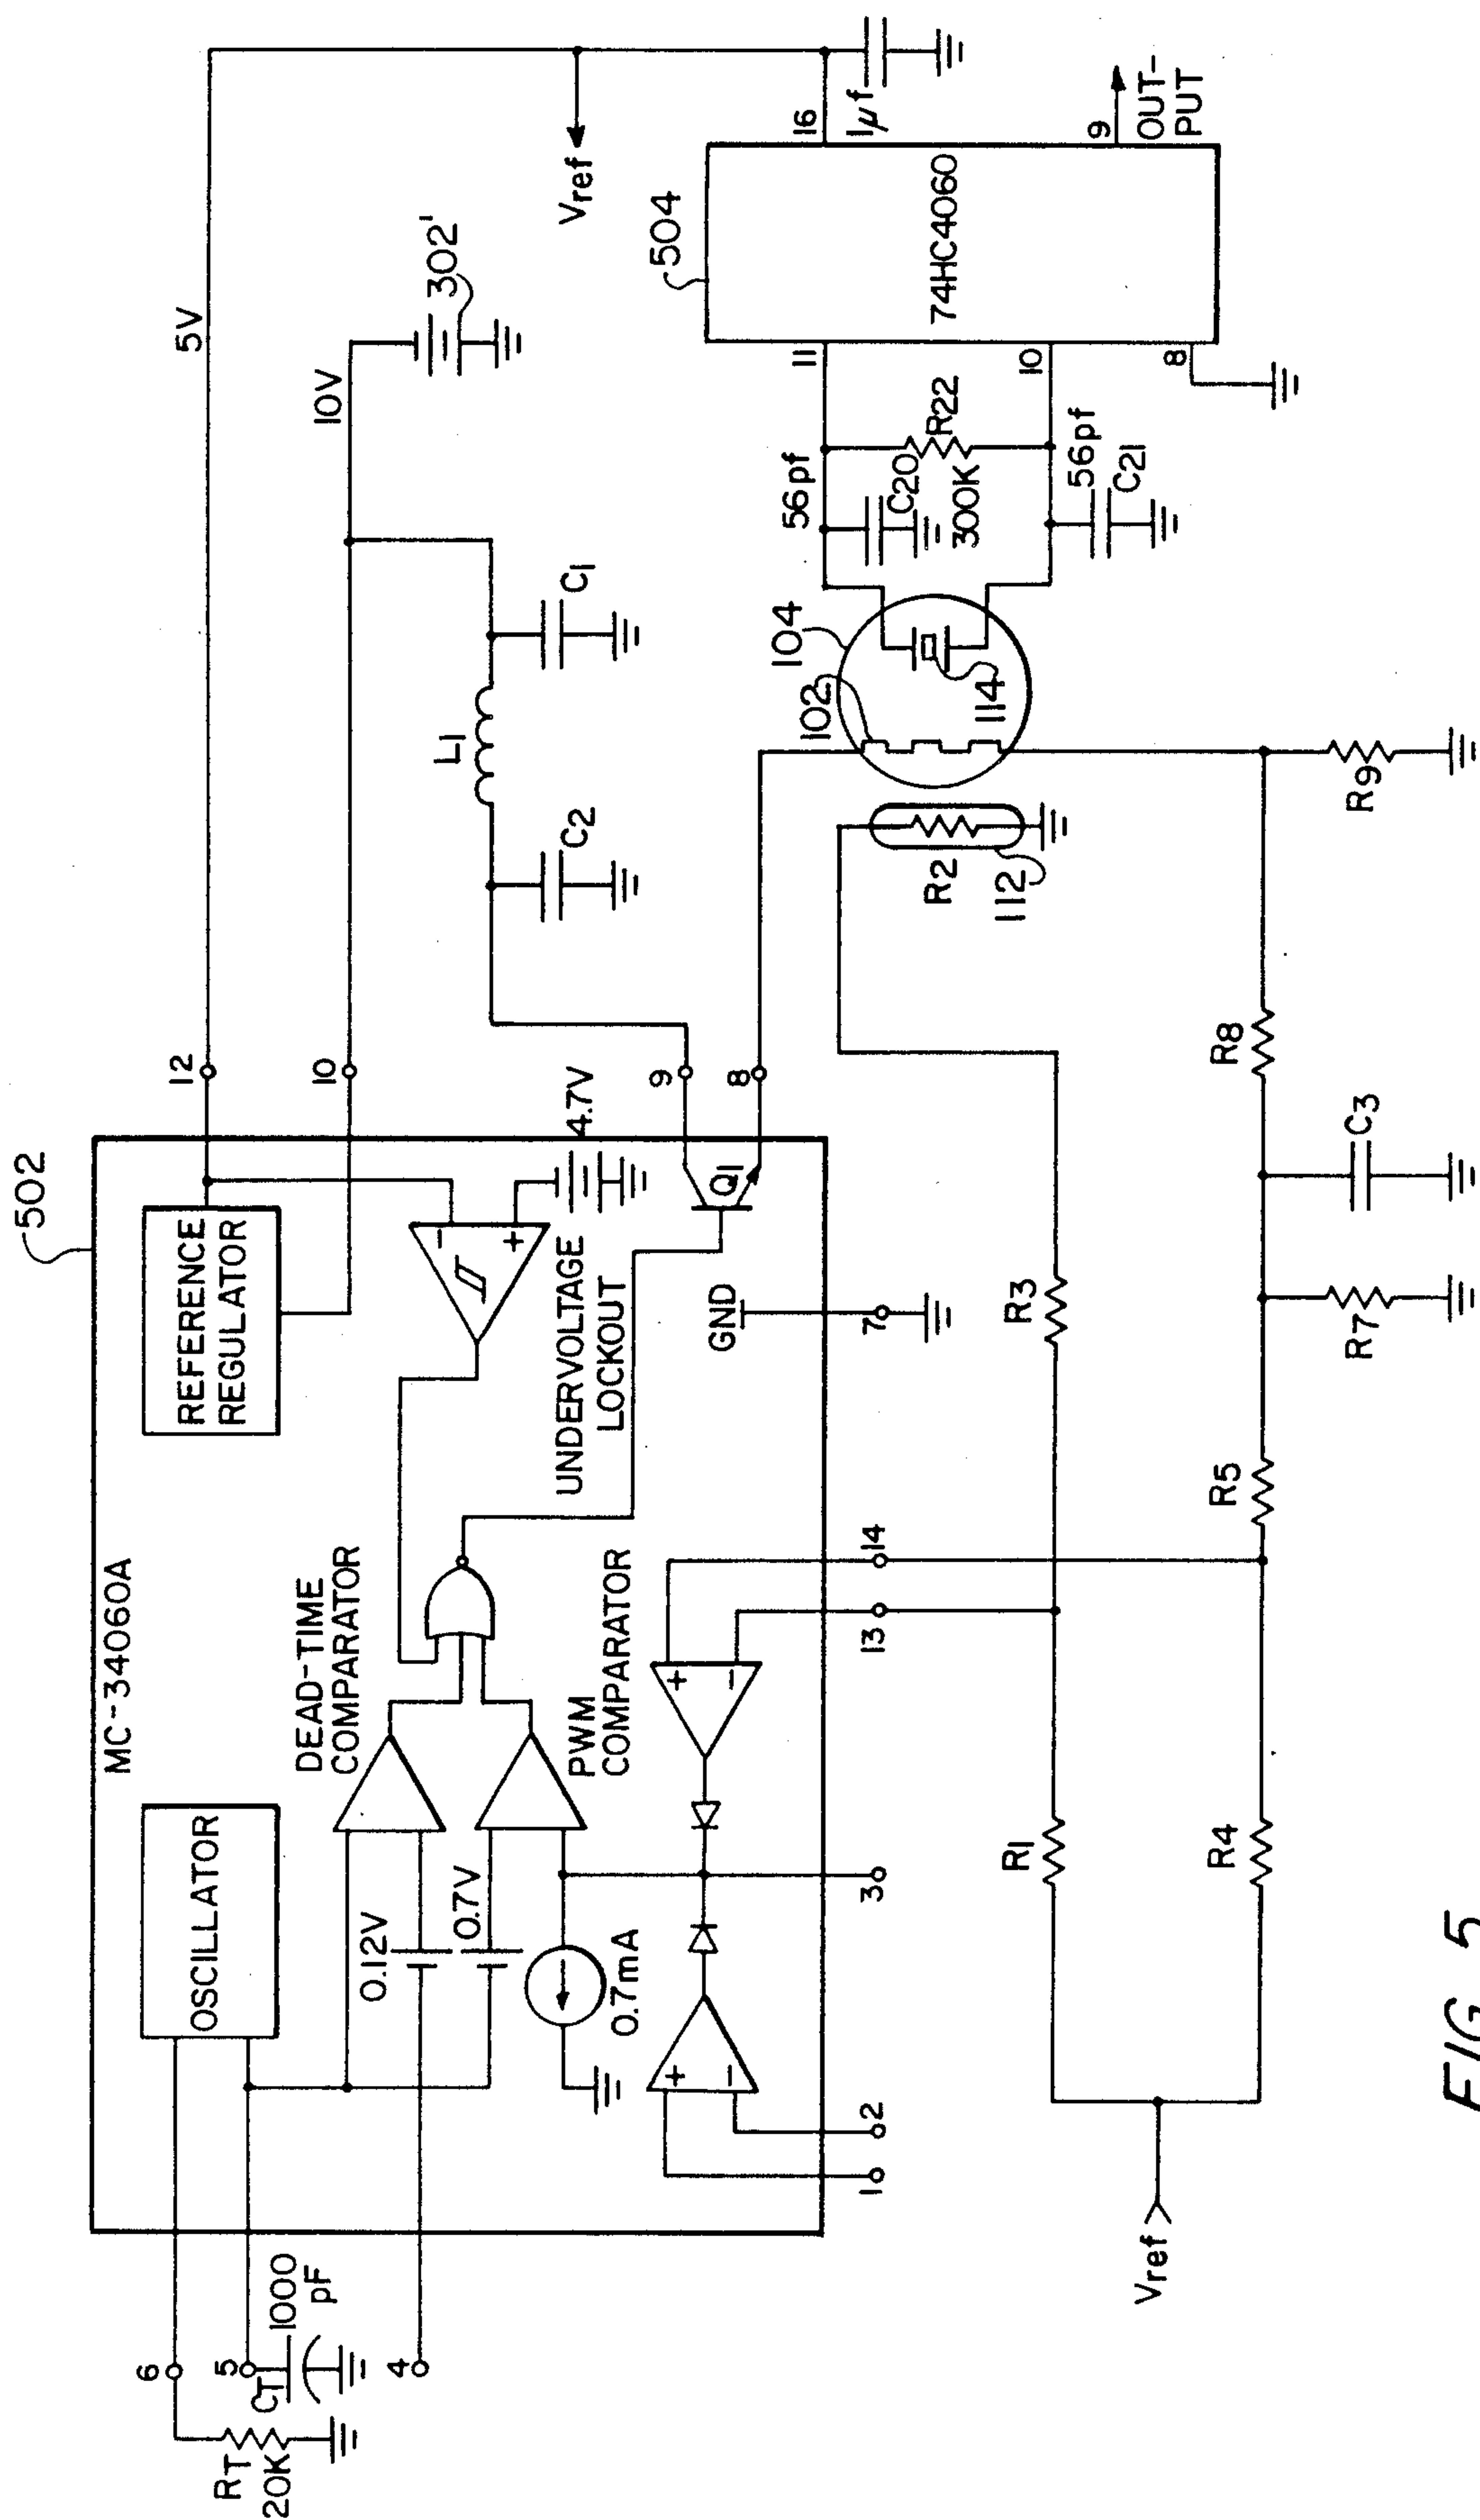 502
MC-34060A
REFERENCE
REGULATOR
OSCILLATOR
DEAD-TIME
COMPARATOR
PWM
COMPARATOR
UNDERVOLTAGE
LOCKOUT
4.7V
Q1
GND
0.12V
0.7V
0.7mA
+
−
+
−
−
+
6
5
4
RT
20K
CT
1000
pF
1
2
3
13
14
7
12
10
9
8
5V
10V
302'
L1
C2
C1
Vref
504
74HC4060
16
1µf
9
OUT-
PUT
11
10
8
R22
300K
56pf
C20
56pf
C21
104
102
114
R2
112
R3
R1
R4
R5
R7
C3
R8
R9
Vref
FIG. 5